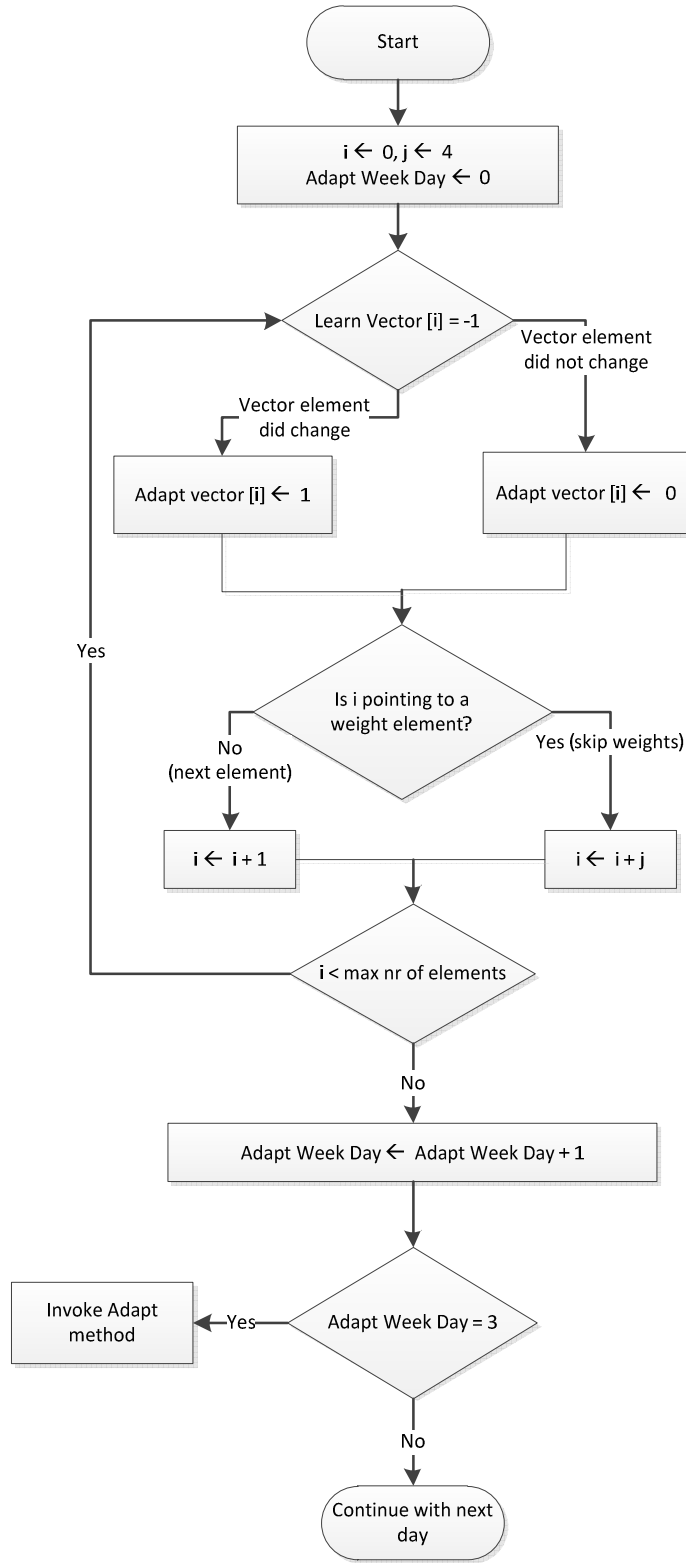 Start
i ← 0, j ← 4
Adapt Week Day ← 0
Learn Vector [i] = -1
Vector element
did not change
Vector element
did change
Adapt vector [i] ← 1
Adapt vector [i] ← 0
Yes
Is i pointing to a
weight element?
No
(next element)
Yes (skip weights)
i ← i + 1
i ← i + j
i < max nr of elements
No
Adapt Week Day ← Adapt Week Day + 1
Adapt Week Day = 3
Yes
Invoke Adapt
method
No
Continue with next
day